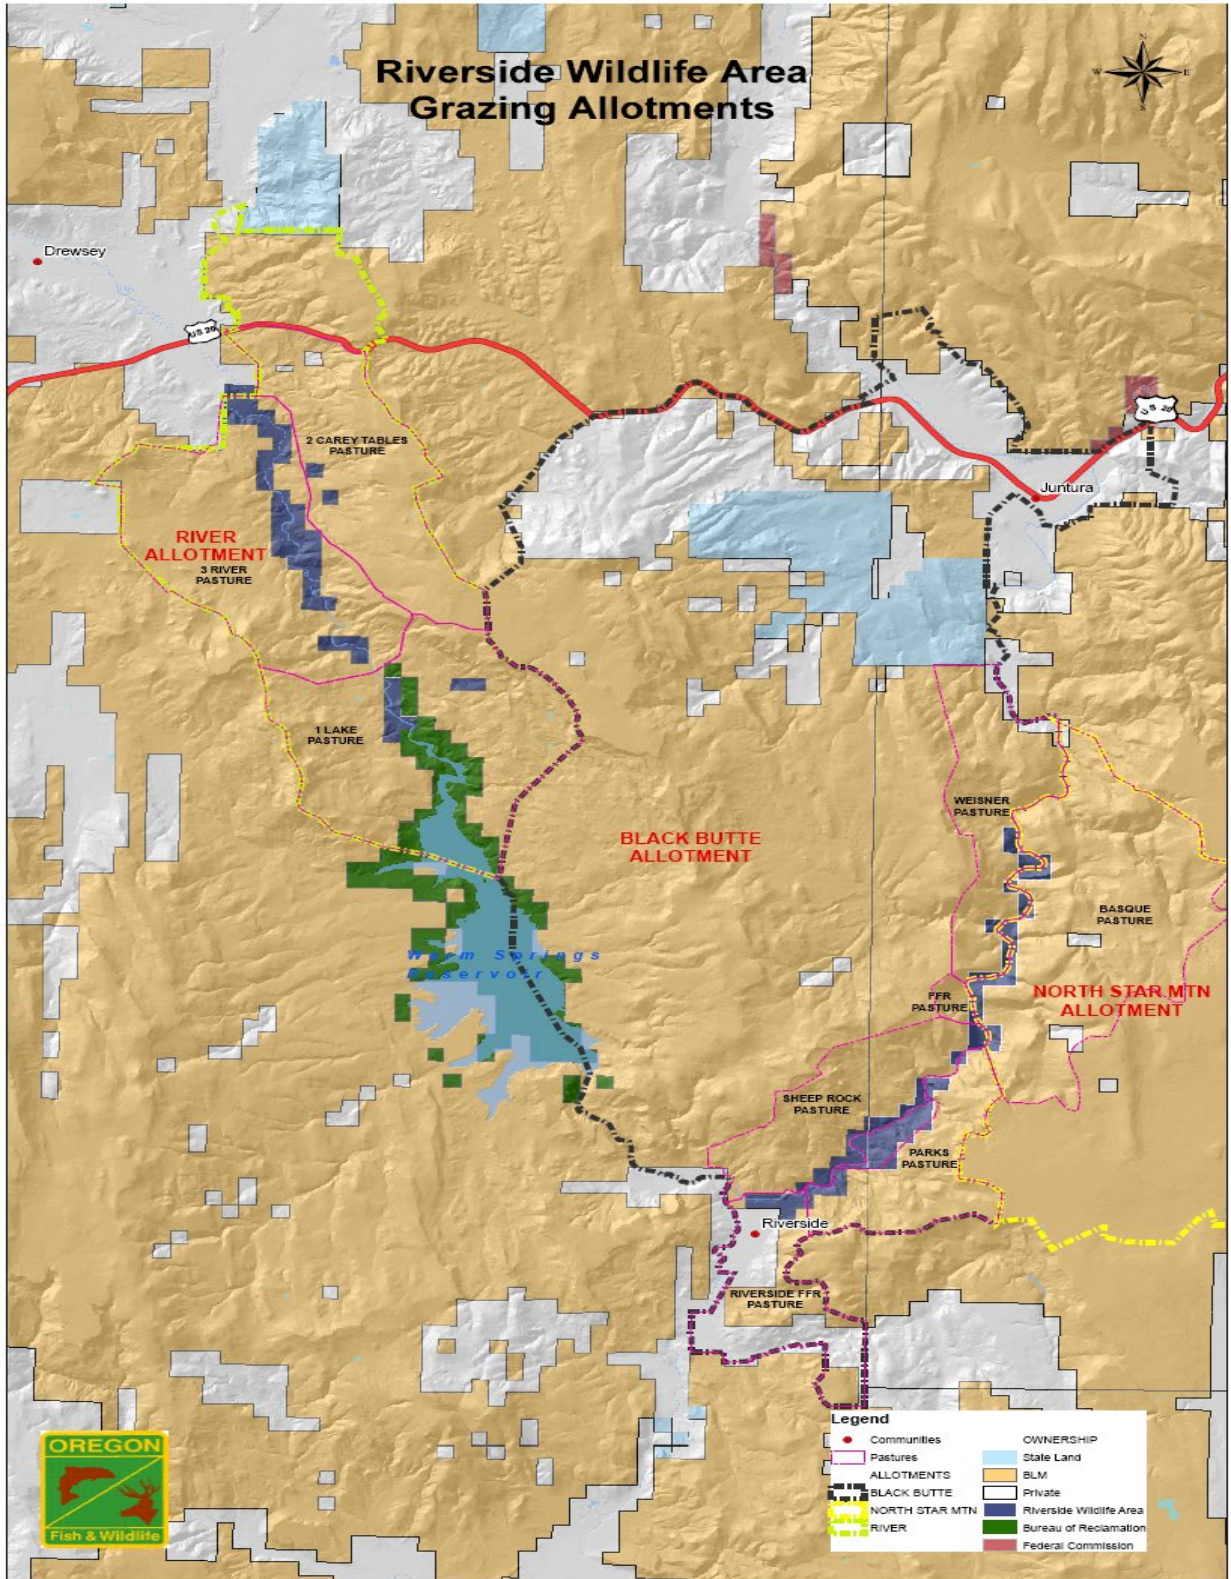 Riverside Wildlife Area
Grazing Allotments
N
W
E
S
Drewsey
US 20
2 CAREY TABLES
PASTURE
US 20
Juntura
RIVER
ALLOTMENT
3 RIVER
PASTURE
1 LAKE
PASTURE
WEISNER
PASTURE
BLACK BUTTE
ALLOTMENT
BASQUE
PASTURE
Warm Springs
Reservoir
FFR
PASTURE
NORTH STAR MTN
ALLOTMENT
SHEEP ROCK
PASTURE
PARKS
PASTURE
Riverside
RIVERSIDE FFR
PASTURE
Legend
Communities
Pastures
ALLOTMENTS
BLACK BUTTE
NORTH STAR MTN
RIVER
OWNERSHIP
State Land
BLM
Private
Riverside Wildlife Area
Bureau of Reclamation
Federal Commission
OREGON
Fish & Wildlife